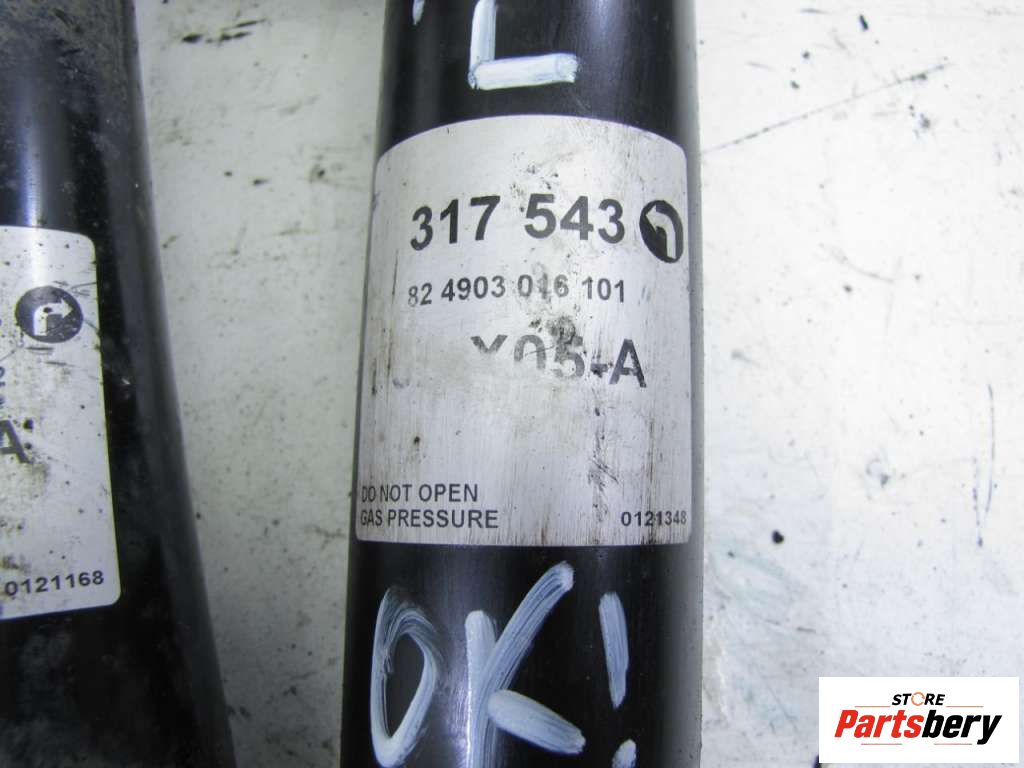 L
317 543
82 4903 016 101
X05-A
DO NOT OPEN
GAS PRESSURE 0121348
OK!
A
0121168
STORE
Partsbery